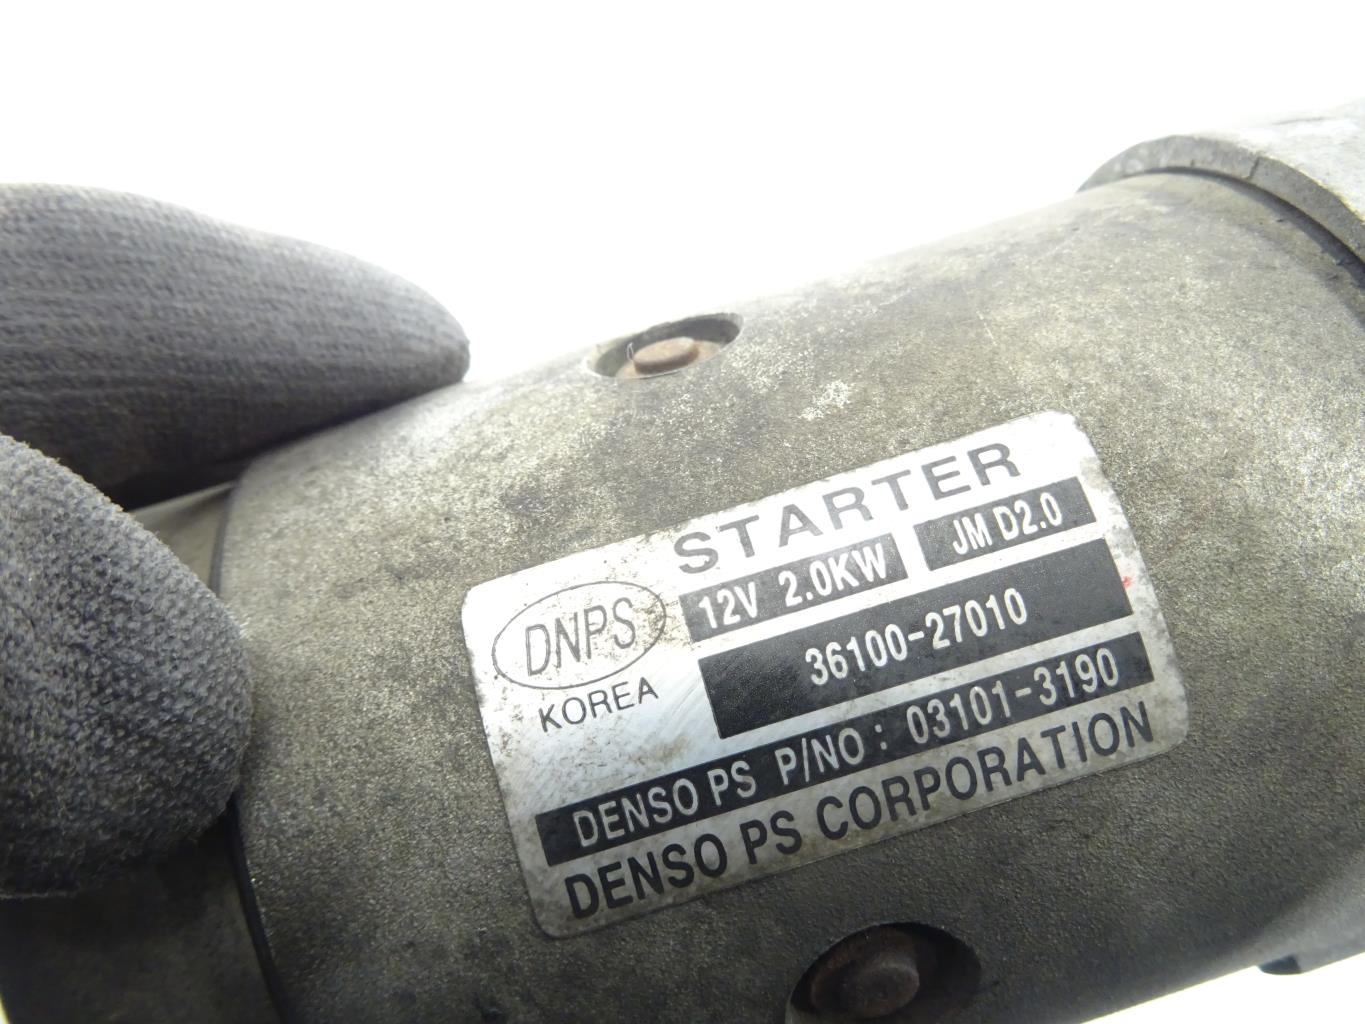 STARTER
12V 2.0KW JM D2.0
DNPS
KOREA
36100-27010
DENSO PS P/NO : 03101-3190
DENSO PS CORPORATION